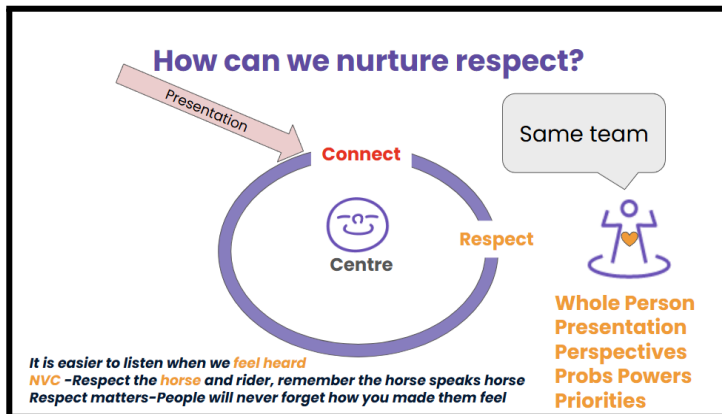 How can we nurture respect?
Presentation
Same team
Connect
Respect
Centre
Whole Person
Presentation
Perspectives
Probs Powers
Priorities
It is easier to listen when we feel heard
NVC -Respect the horse and rider, remember the horse speaks horse
Respect matters-People will never forget how you made them feel